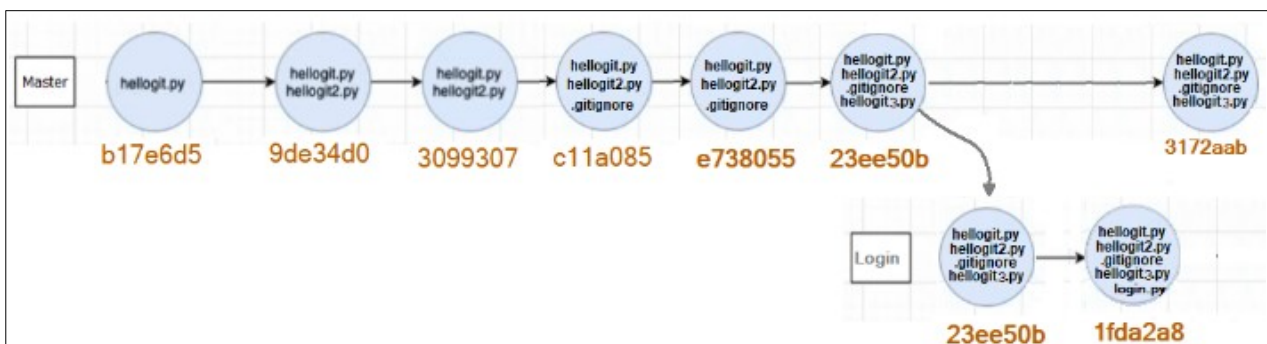 Master
hellogit.py
hellogit.py
hellogit2.py
hellogit.py
hellogit2.py
hellogit.py
hellogit2.py
.gitignore
hellogit.py
hellogit2.py
.gitignore
hellogit.py
hellogit2.py
.gitignore
hellogit3.py
hellogit.py
hellogit2.py
.gitignore
hellogit3.py
b17e6d5
9de34d0
3099307
c11a085
e738055
23ee50b
3172aab
Login
hellogit.py
hellogit2.py
.gitignore
hellogit3.py
hellogit.py
hellogit2.py
.gitignore
hellogit3.py
login.py
23ee50b
1fda2a8